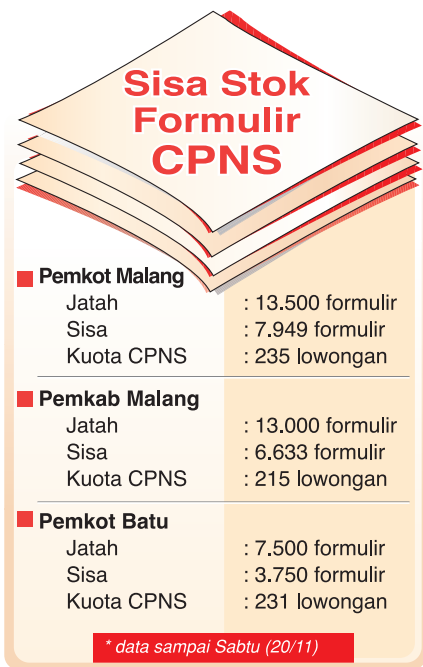 Sisa Stok
Formulir
CPNS
Pemkot Malang
Jatah : 13.500 formulir
Sisa : 7.949 formulir
Kuota CPNS : 235 lowongan
Pemkab Malang
Jatah : 13.000 formulir
Sisa : 6.633 formulir
Kuota CPNS : 215 lowongan
Pemkot Batu
Jatah : 7.500 formulir
Sisa : 3.750 formulir
Kuota CPNS : 231 lowongan
* data sampai Sabtu (20/11)